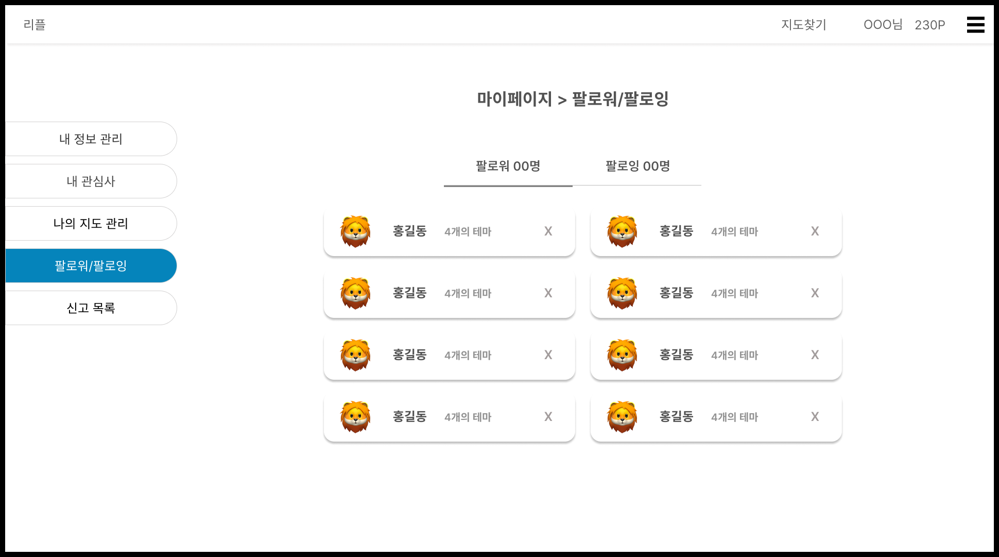 리플
지도찾기 OOO님 230P
마이페이지 > 팔로워/팔로잉
내 정보 관리
내 관심사
나의 지도 관리
팔로워/팔로잉
신고 목록
팔로워 00명 팔로잉 00명
홍길동 4개의 테마 X
홍길동 4개의 테마 X
홍길동 4개의 테마 X
홍길동 4개의 테마 X
홍길동 4개의 테마 X
홍길동 4개의 테마 X
홍길동 4개의 테마 X
홍길동 4개의 테마 X